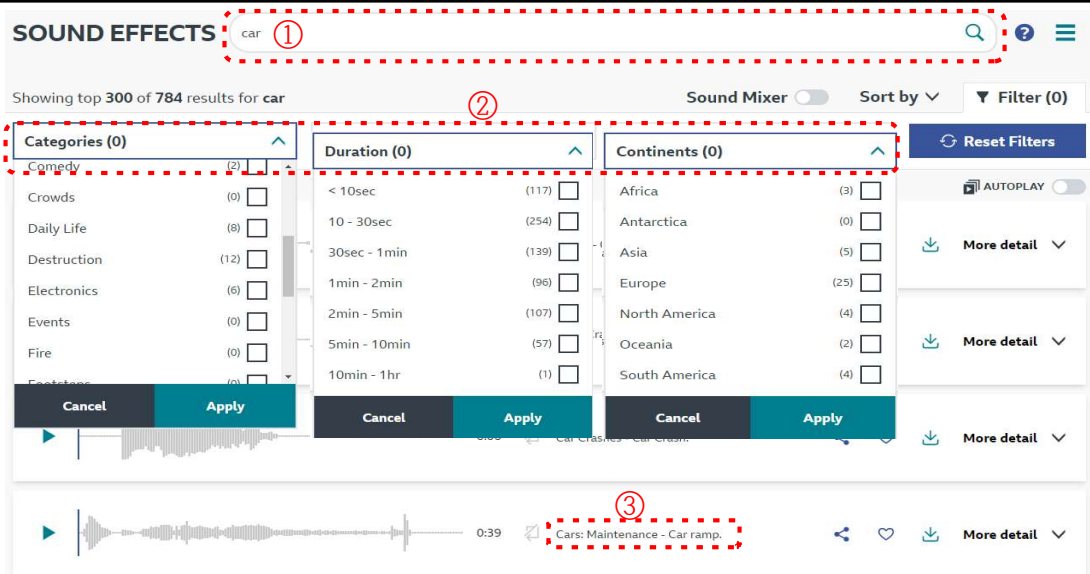 SOUND EFFECTS car ① ?
Showing top 300 of 784 results for car ② Sound Mixer Sort by Filter (0)
Categories (0) Duration (0) Continents (0) Reset Filters
Comedy (2)
AUTOPLAY
Crowds (0)
Daily Life (8)
Destruction (12)
Electronics (6)
Events (0)
Fire (0)
Footsteps (0)
Cancel Apply
< 10sec (117)
10 - 30sec (254)
30sec - 1min (139)
1min - 2min (96)
2min - 5min (107)
5min - 10min (57)
10min - 1hr (1)
Cancel Apply
Africa (3)
Antarctica (0)
Asia (5)
Europe (25)
North America (4)
Oceania (2)
South America (4)
Cancel Apply
More detail
More detail
Car Crashes - Car Crash. More detail
③
0:39 Cars: Maintenance - Car ramp. More detail